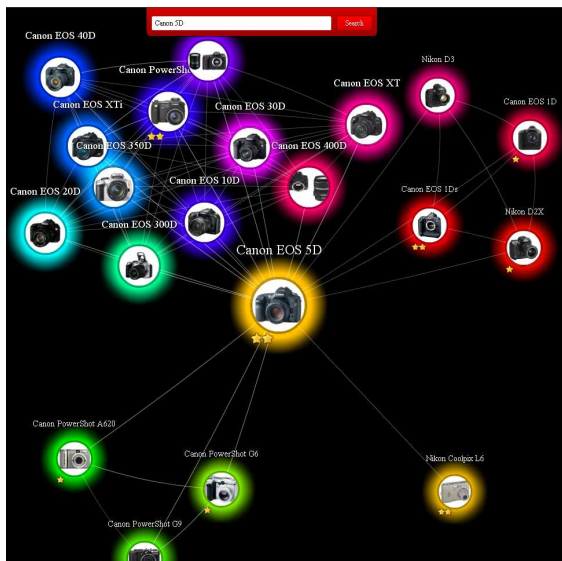 Canon 5D
Search
Canon EOS 40D
Canon PowerSho
Nikon D3
Canon EOS XT
Canon EOS 1D
Canon EOS XTi
Canon EOS 30D
Canon EOS 350D
Canon EOS 400D
Canon EOS 10D
Canon EOS 20D
Canon EOS 1Ds
Nikon D2X
Canon EOS 300D
Canon EOS 5D
Canon PowerShot A620
Canon PowerShot G6
Nikon Coolpix L6
Canon PowerShot G9